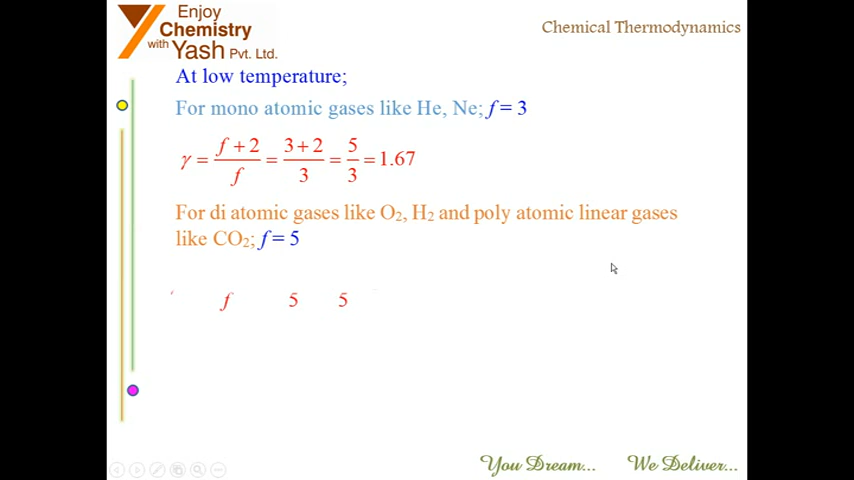 Enjoy
Chemistry
with Yash Pvt. Ltd.
Chemical Thermodynamics
At low temperature;
For mono atomic gases like He, Ne; f = 3
γ = (f + 2)/f = (3 + 2)/3 = 5/3 = 1.67
For di atomic gases like O₂, H₂ and poly atomic linear gases
like CO₂; f = 5
f 5 5
You Dream... We Deliver...